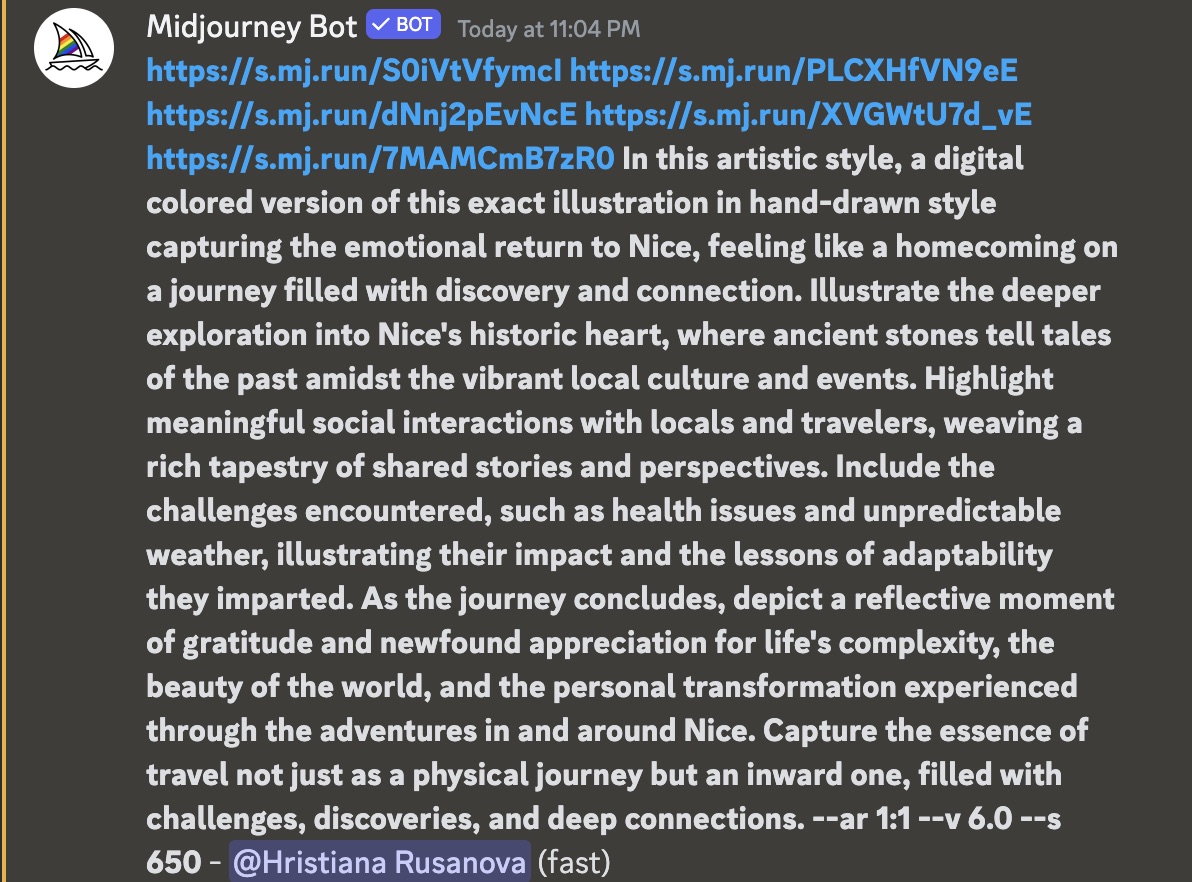 Midjourney Bot ✓ BOT Today at 11:04 PM
https://s.mj.run/S0iVtVfymcI https://s.mj.run/PLCXHfVN9eE
https://s.mj.run/dNnj2pEvNcE https://s.mj.run/XVGWtU7d_vE
https://s.mj.run/7MAMCmB7zR0 In this artistic style, a digital
colored version of this exact illustration in hand-drawn style
capturing the emotional return to Nice, feeling like a homecoming on
a journey filled with discovery and connection. Illustrate the deeper
exploration into Nice's historic heart, where ancient stones tell tales
of the past amidst the vibrant local culture and events. Highlight
meaningful social interactions with locals and travelers, weaving a
rich tapestry of shared stories and perspectives. Include the
challenges encountered, such as health issues and unpredictable
weather, illustrating their impact and the lessons of adaptability
they imparted. As the journey concludes, depict a reflective moment
of gratitude and newfound appreciation for life's complexity, the
beauty of the world, and the personal transformation experienced
through the adventures in and around Nice. Capture the essence of
travel not just as a physical journey but an inward one, filled with
challenges, discoveries, and deep connections. --ar 1:1 --v 6.0 --s
650 - @Hristiana Rusanova (fast)